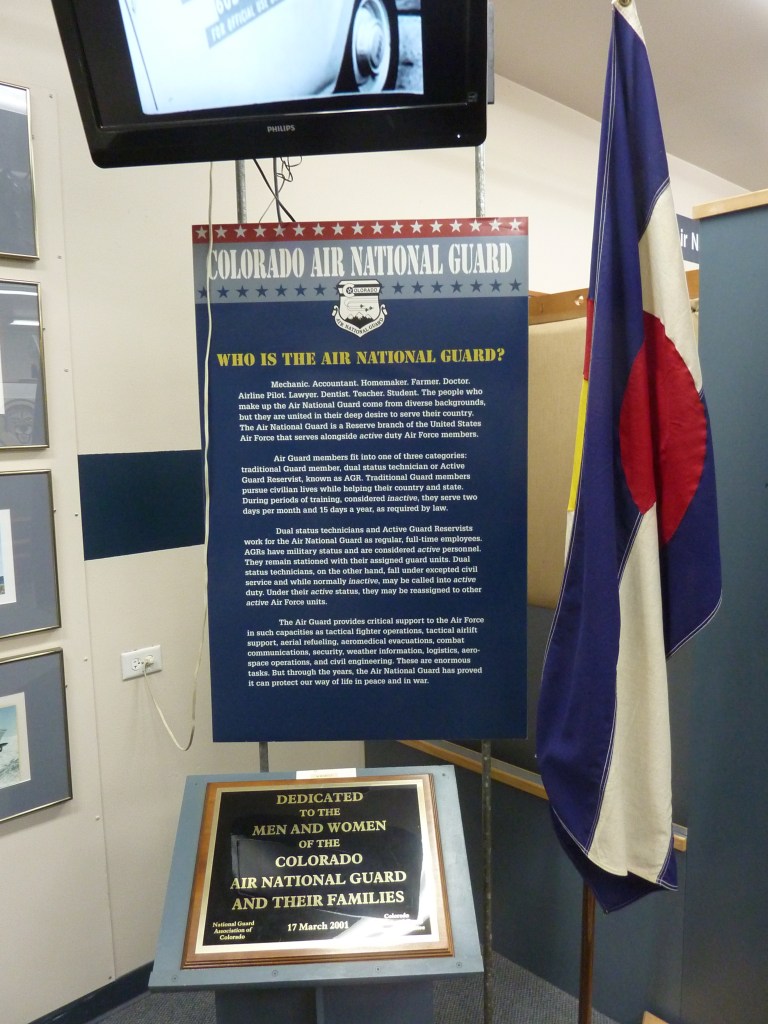 FOR OFFICIAL USE
PHILIPS
COLORADO AIR NATIONAL GUARD
COLORADO
AIR NATIONAL GUARD
WHO IS THE AIR NATIONAL GUARD?
Mechanic. Accountant. Homemaker. Farmer. Doctor.
Airline Pilot. Lawyer. Dentist. Teacher. Student. The people who
make up the Air National Guard come from diverse backgrounds,
but they are united in their deep desire to serve their country.
The Air National Guard is a Reserve branch of the United States
Air Force that serves alongside active duty Air Force members.
Air Guard members fit into one of three categories:
traditional Guard member, dual status technician or Active
Guard Reservist, known as AGR. Traditional Guard members
pursue civilian lives while helping their country and state.
During periods of training, considered inactive, they serve two
days per month and 15 days a year, as required by law.
Dual status technicians and Active Guard Reservists
work for the Air National Guard as regular, full-time employees.
AGRs have military status and are considered active personnel.
They remain stationed with their assigned guard units. Dual
status technicians, on the other hand, fall under excepted civil
service and while normally inactive, may be called into active
duty. Under their active status, they may be reassigned to other
active Air Force units.
The Air Guard provides critical support to the Air Force
in such capacities as tactical fighter operations, tactical airlift
support, aerial refueling, aeromedical evacuations, combat
communications, security, weather information, logistics, aero-
space operations, and civil engineering. These are enormous
tasks. But through the years, the Air National Guard has proved
it can protect our way of life in peace and in war.
ir N
DEDICATED
TO THE
MEN AND WOMEN
OF THE
COLORADO
AIR NATIONAL GUARD
AND THEIR FAMILIES
National Guard
Association of
Colorado
17 March 2001
Colorado